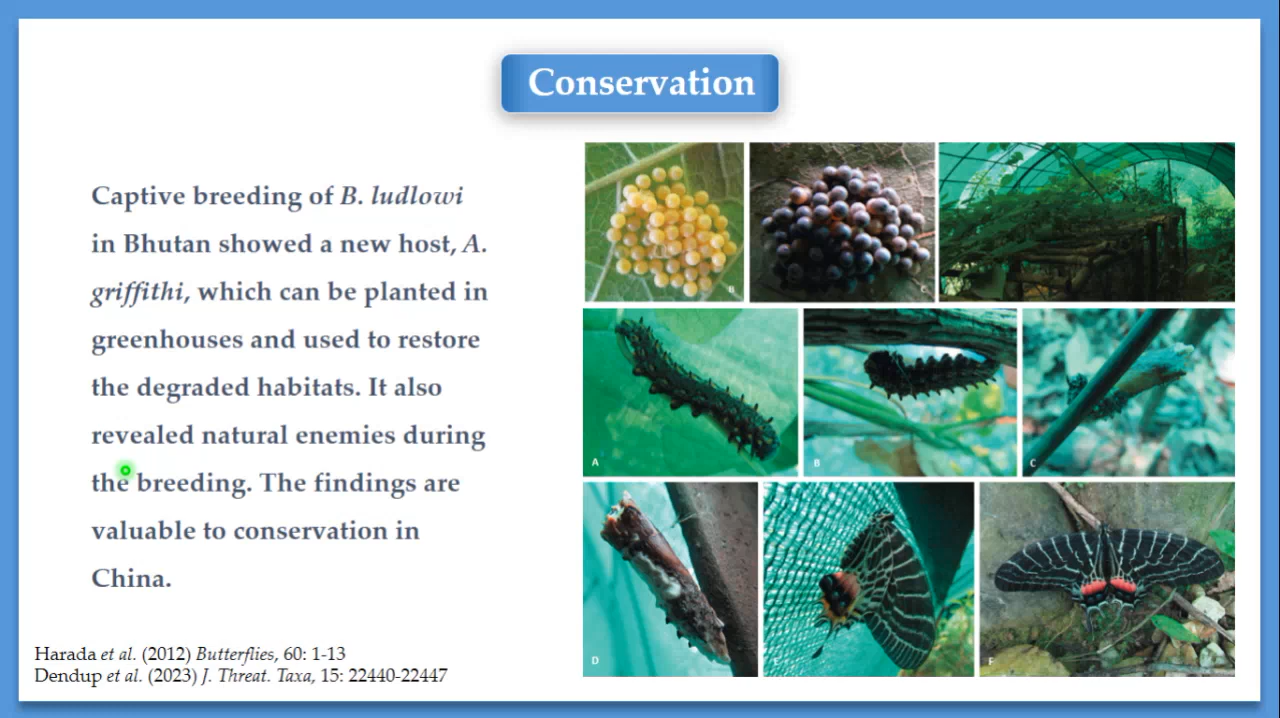 Conservation
Captive breeding of B. ludlowi
in Bhutan showed a new host, A.
griffithi, which can be planted in
greenhouses and used to restore
the degraded habitats. It also
revealed natural enemies during
the breeding. The findings are
valuable to conservation in
China.
B
C
A
B
C
D
E
F
Harada et al. (2012) Butterflies, 60: 1-13
Dendup et al. (2023) J. Threat. Taxa, 15: 22440-22447